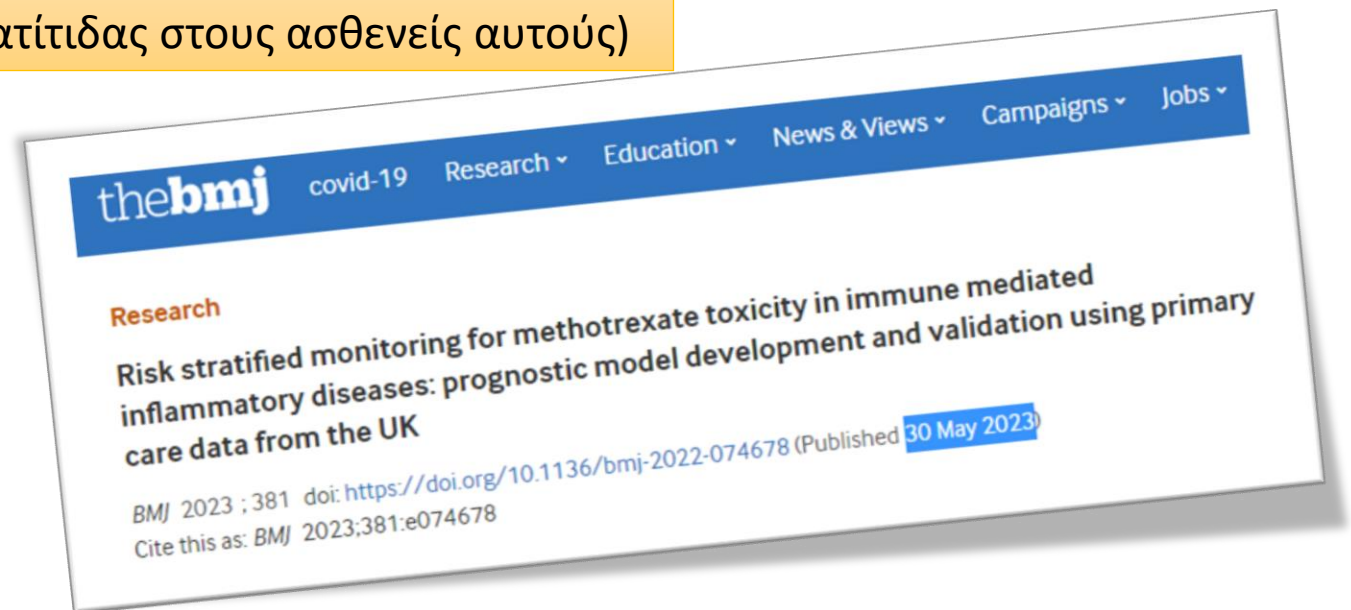 ατίτιδας στους ασθενείς αυτούς)
thebmj covid-19 Research Education News & Views Campaigns Jobs
Research
Risk stratified monitoring for methotrexate toxicity in immune mediated
inflammatory diseases: prognostic model development and validation using primary
care data from the UK
BMJ 2023 ; 381 doi: https://doi.org/10.1136/bmj-2022-074678 (Published 30 May 2023)
Cite this as: BMJ 2023;381:e074678